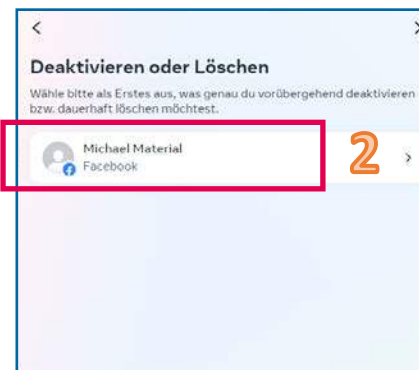 Deaktivieren oder Löschen
Wähle bitte als Erstes aus, was genau du vorübergehend deaktivieren
bzw. dauerhaft löschen möchtest.
Michael Material
Facebook
2